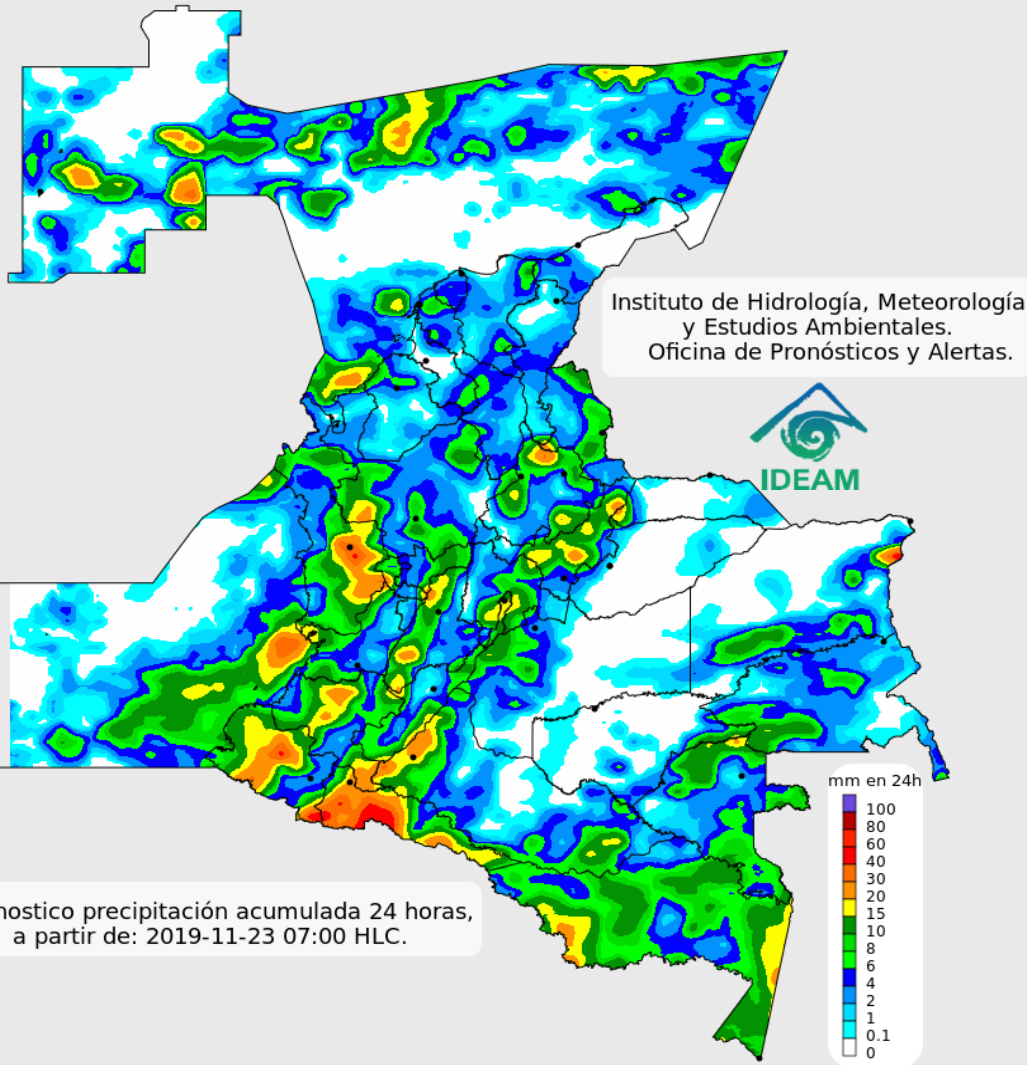 Instituto de Hidrología, Meteorología
y Estudios Ambientales.
Oficina de Pronósticos y Alertas.
IDEAM
mm en 24h
100
80
60
40
30
20
15
10
8
6
4
2
1
0.1
0
nostico precipitación acumulada 24 horas,
a partir de: 2019-11-23 07:00 HLC.